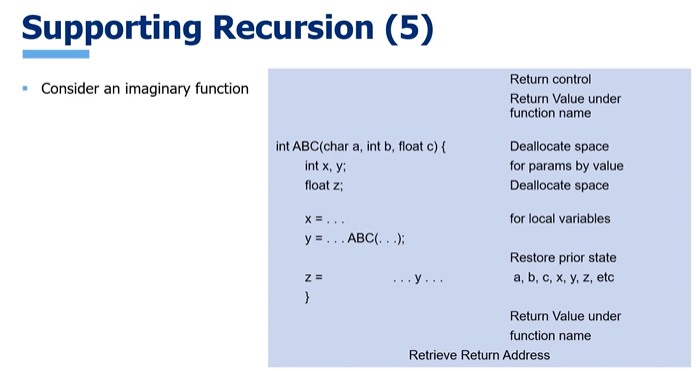 Supporting Recursion (5)
Consider an imaginary function
Return control
Return Value under
function name
int ABC(char a, int b, float c) { Deallocate space
int x, y; for params by value
float z; Deallocate space
x = . . . for local variables
y = . . . ABC(. . .);
Restore prior state
z = . . . y . . . a, b, c, x, y, z, etc
}
Return Value under
function name
Retrieve Return Address